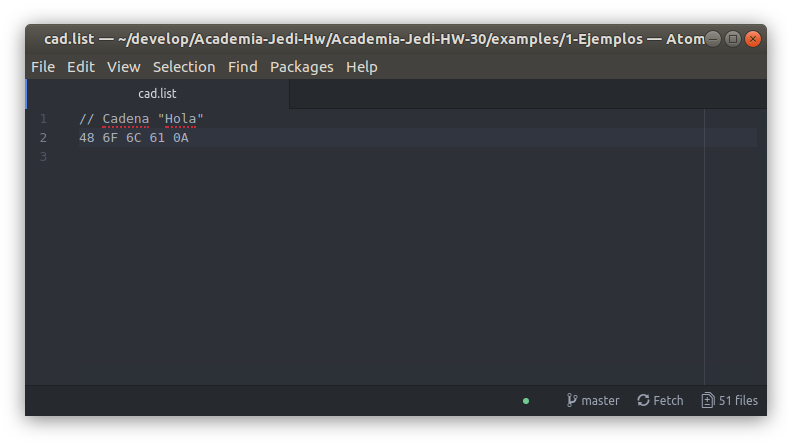 cad.list — ~/develop/Academia-Jedi-Hw/Academia-Jedi-HW-30/examples/1-Ejemplos — Atom
File Edit View Selection Find Packages Help
cad.list
1 // Cadena "Hola"
2 48 6F 6C 61 0A
3
master Fetch 51 files